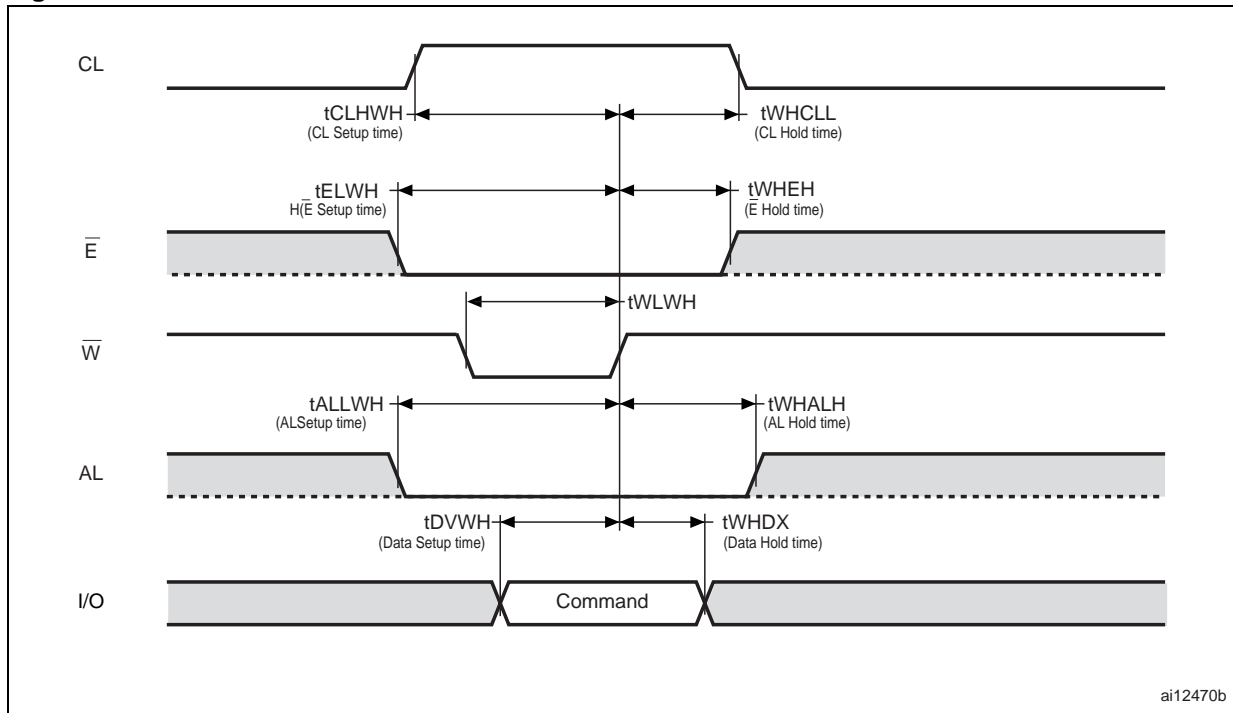 CL
tCLHWH
(CL Setup time)
tWHCLL
(CL Hold time)
tELWH
H(E̅ Setup time)
tWHEH
(E̅ Hold time)
E̅
tWLWH
W̅
tALLWH
(ALSetup time)
tWHALH
(AL Hold time)
AL
tDVWH
(Data Setup time)
tWHDX
(Data Hold time)
I/O
Command
ai12470b